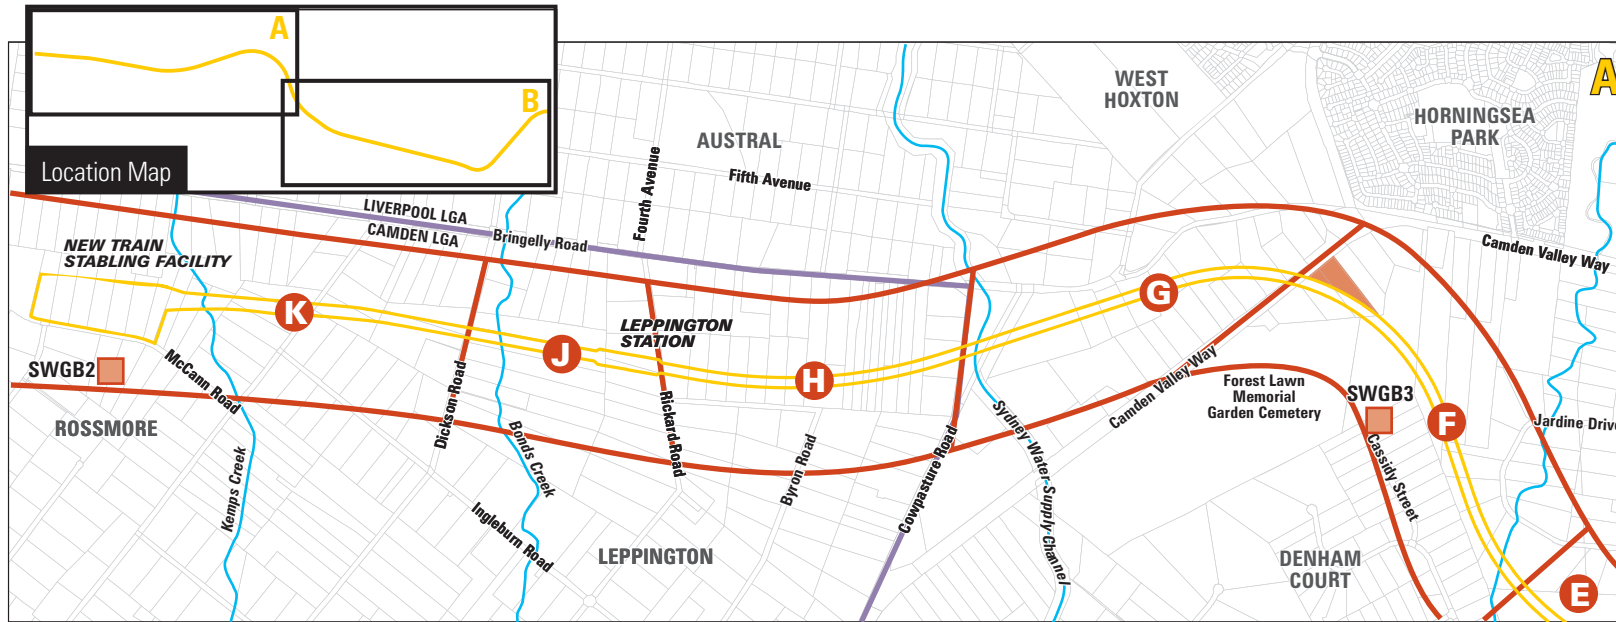 A
B
Location Map
A
WEST
HOXTON
HORNINGSEA
PARK
AUSTRAL
Fifth Avenue
Fourth Avenue
LIVERPOOL LGA
CAMDEN LGA
Bringelly Road
Camden Valley Way
NEW TRAIN
STABLING FACILITY
K
J
LEPPINGTON
STATION
H
G
SWGB2
McCann Road
ROSSMORE
Kemps Creek
Dickson Road
Bonds Creek
Ingleburn Road
Rickard Road
LEPPINGTON
Byron Road
Cowpasture Road
Sydney Water Supply Channel
Camden Valley Way
Forest Lawn
Memorial
Garden Cemetery
SWGB3
Cassidy Street
F
Jardine Drive
DENHAM
COURT
E